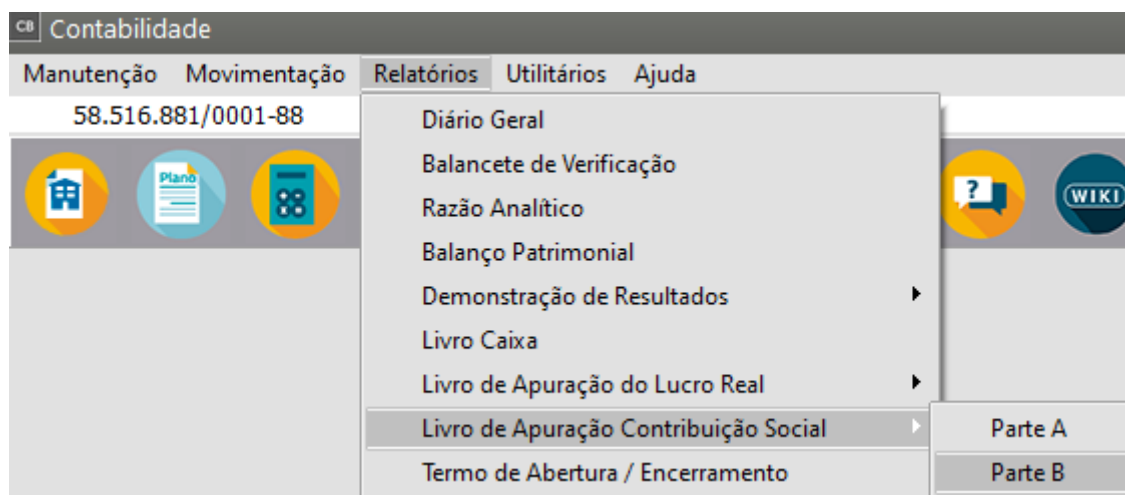 CB Contabilidade
Manutenção Movimentação Relatórios Utilitários Ajuda
58.516.881/0001-88
Plano
?
WIKI
Diário Geral
Balancete de Verificação
Razão Analítico
Balanço Patrimonial
Demonstração de Resultados
Livro Caixa
Livro de Apuração do Lucro Real
Livro de Apuração Contribuição Social
Parte A
Termo de Abertura / Encerramento
Parte B